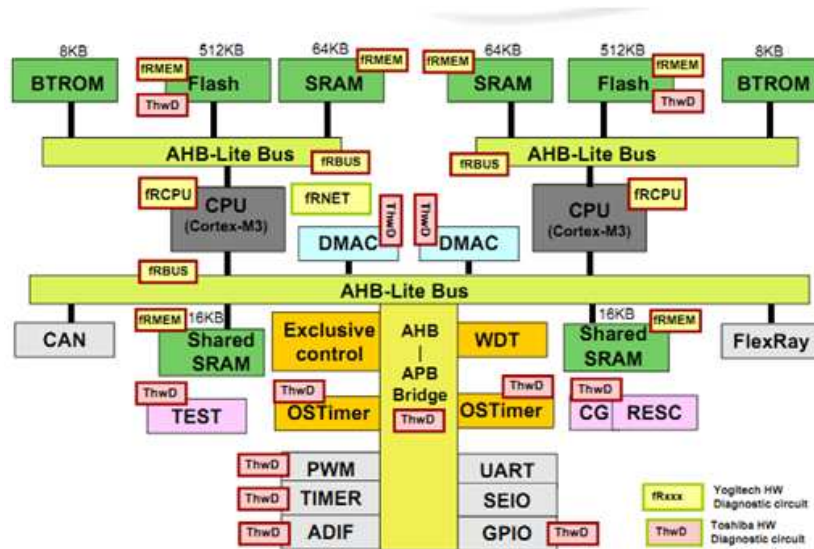 8KB 512KB 64KB 64KB 512KB 8KB
fRMEM fRMEM fRMEM fRMEM
BTROM Flash SRAM SRAM Flash BTROM
ThwD ThwD
AHB-Lite Bus AHB-Lite Bus
fRBUS fRBUS
fRCPU CPU fRNET CPU fRCPU
(Cortex-M3) (Cortex-M3)
ThwD ThwD
DMAC DMAC
fRBUS
AHB-Lite Bus
fRMEM 16KB 16KB fRMEM
CAN Shared SRAM Exclusive control AHB | APB Bridge WDT Shared SRAM FlexRay
ThwD ThwD ThwD ThwD ThwD
TEST OSTimer OSTimer CG RESC
ThwD PWM UART
ThwD TIMER SEIO
ThwD ADIF GPIO ThwD
fRxxx Yogitech HW
Diagnostic circuit
ThwD Toshiba HW
Diagnostic circuit